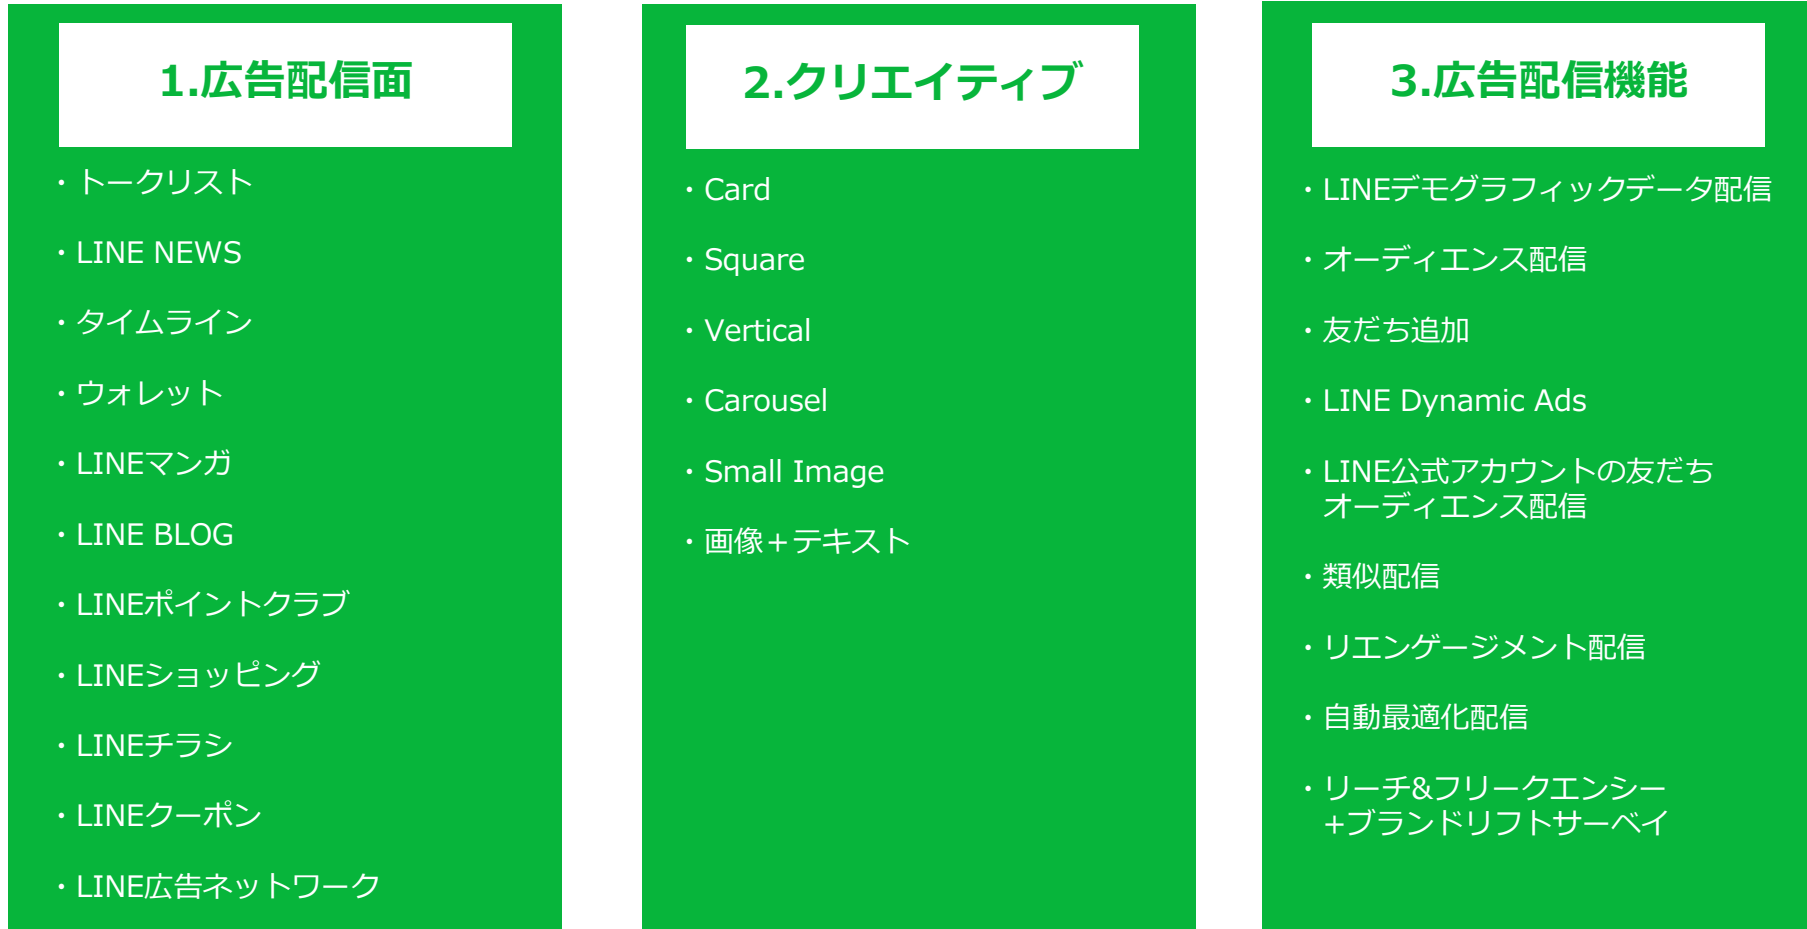 1.広告配信面
・トークリスト
・LINE NEWS
・タイムライン
・ウォレット
・LINEマンガ
・LINE BLOG
・LINEポイントクラブ
・LINEショッピング
・LINEチラシ
・LINEクーポン
・LINE広告ネットワーク
2.クリエイティブ
・Card
・Square
・Vertical
・Carousel
・Small Image
・画像＋テキスト
3.広告配信機能
・LINEデモグラフィックデータ配信
・オーディエンス配信
・友だち追加
・LINE Dynamic Ads
・LINE公式アカウントの友だち
オーディエンス配信
・類似配信
・リエンゲージメント配信
・自動最適化配信
・リーチ&フリークエンシー
+ブランドリフトサーベイ